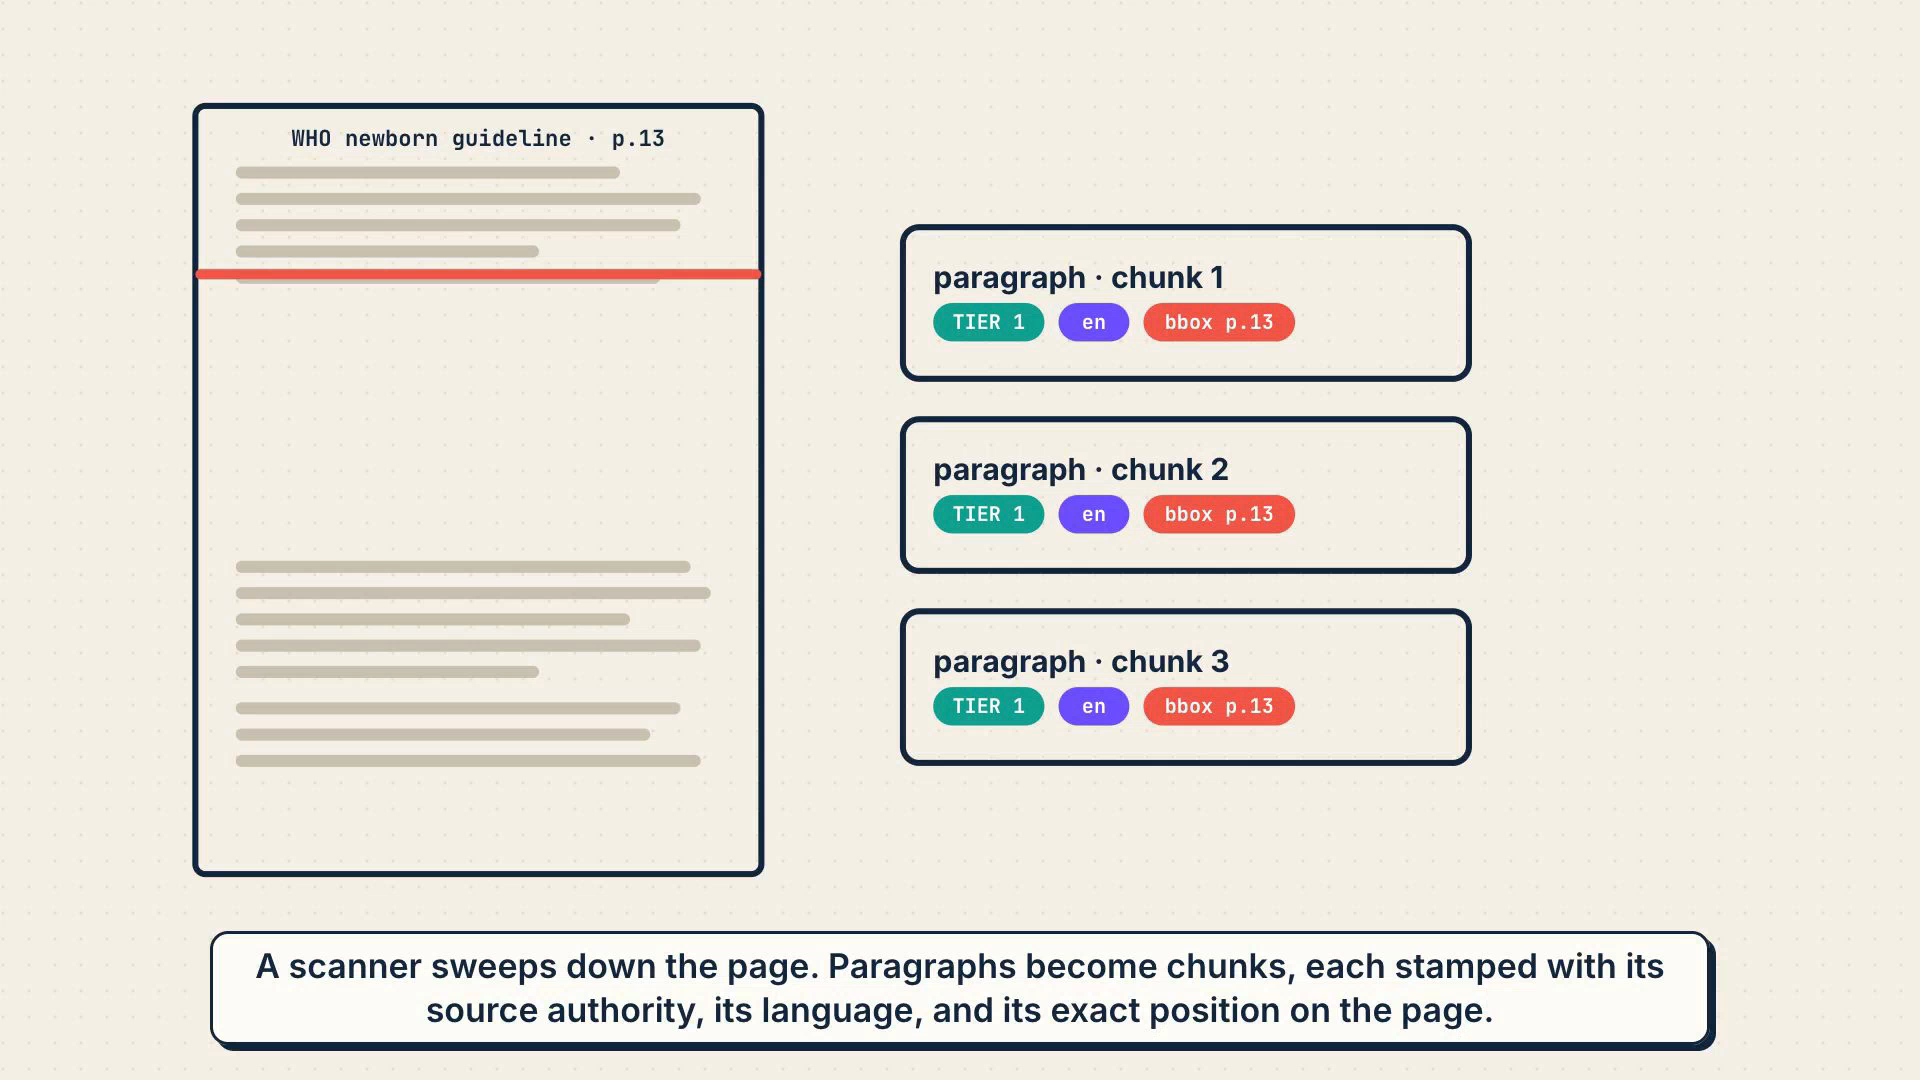 WHO newborn guideline · p.13
paragraph · chunk 1
TIER 1 en bbox p.13
paragraph · chunk 2
TIER 1 en bbox p.13
paragraph · chunk 3
TIER 1 en bbox p.13
A scanner sweeps down the page. Paragraphs become chunks, each stamped with its
source authority, its language, and its exact position on the page.